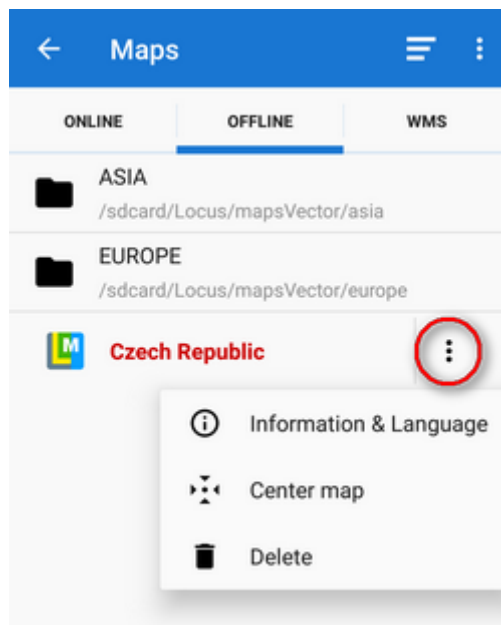 Maps
ONLINE OFFLINE WMS
ASIA
/sdcard/Locus/mapsVector/asia
EUROPE
/sdcard/Locus/mapsVector/europe
LM Czech Republic
Information & Language
Center map
Delete